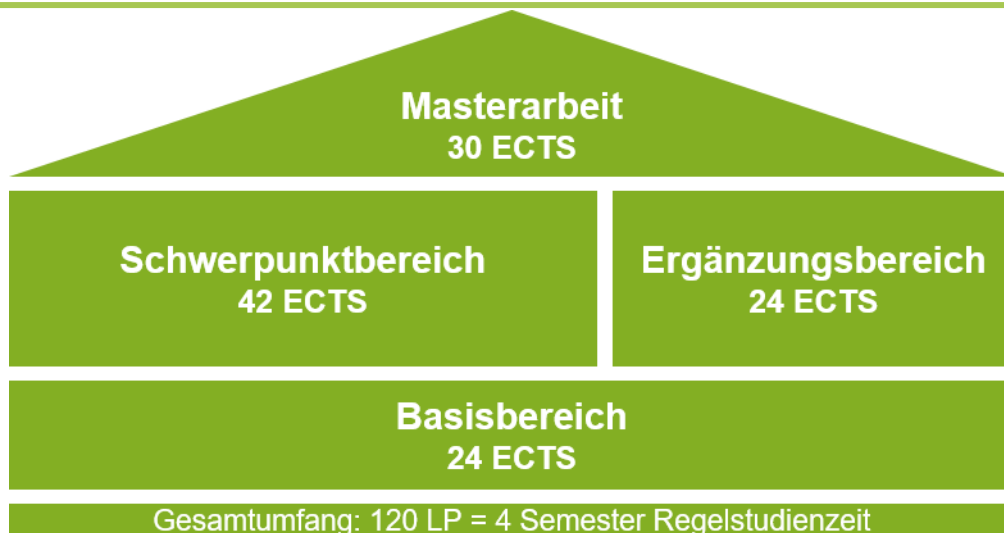 Masterarbeit
30 ECTS
Schwerpunktbereich
42 ECTS
Ergänzungsbereich
24 ECTS
Basisbereich
24 ECTS
Gesamtumfang: 120 LP = 4 Semester Regelstudienzeit